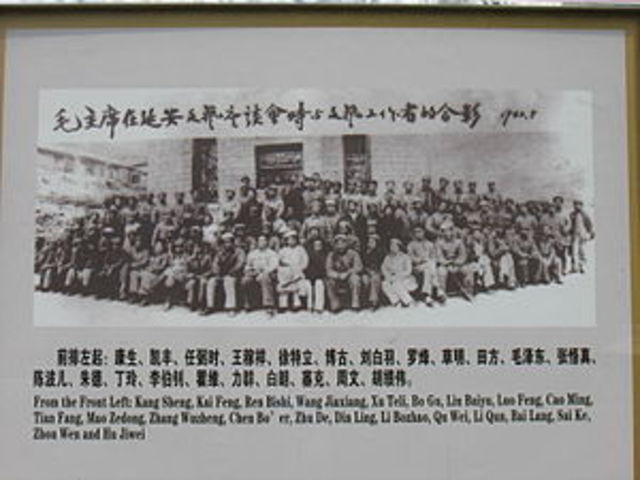 毛主席在延安文艺座谈会时与文艺工作者的合影 1942.5
前排左起：康生、凯丰、任弼时、王稼祥、徐特立、博古、刘白羽、罗烽、草明、田方、毛泽东、张悟真、
陈波儿、朱德、丁玲、李伯钊、瞿维、力群、白朗、塞克、周文、胡绩伟。
From the Front Left: Kang Sheng, Kai Feng, Ren Bishi, Wang Jiaxiang, Xu Teli, Bo Gu, Liu Baiyu, Luo Feng, Cao Ming,
Tian Fang, Mao Zedong, Zhang Wuzheng, Chen Bo'er, Zhu De, Din Ling, Li Bozhao, Qu Wei, Li Qun, Bai Lang, Sai Ke,
Zhou Wen and Hu Jiwei